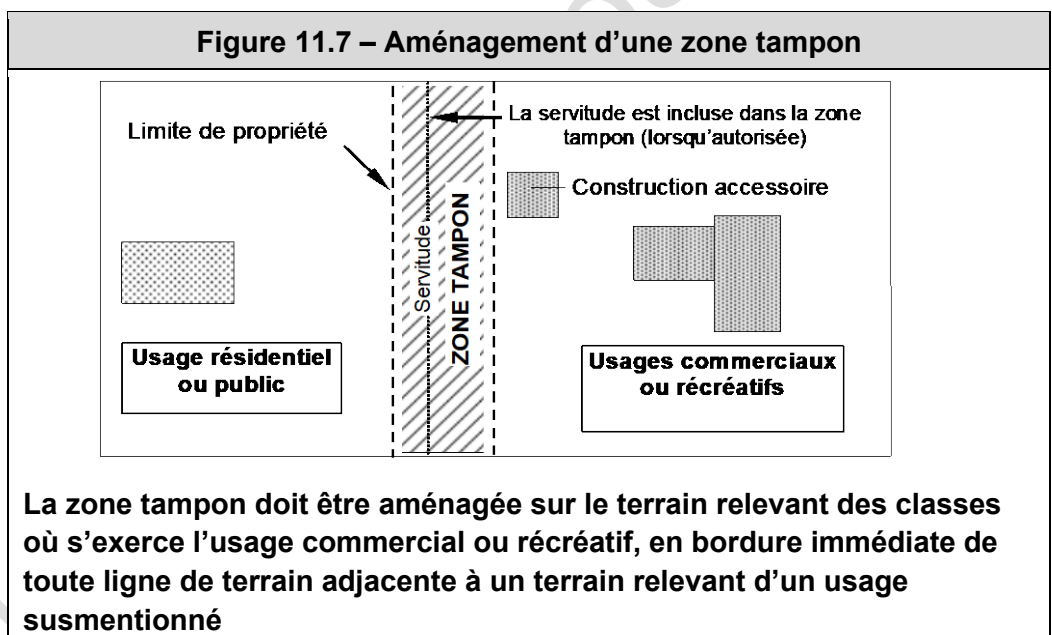 Figure 11.7 – Aménagement d’une zone tampon
Limite de propriété
La servitude est incluse dans la zone
tampon (lorsqu’autorisée)
Construction accessoire
Servitude
ZONE TAMPON
Usage résidentiel
ou public
Usages commerciaux
ou récréatifs
La zone tampon doit être aménagée sur le terrain relevant des classes
où s’exerce l’usage commercial ou récréatif, en bordure immédiate de
toute ligne de terrain adjacente à un terrain relevant d’un usage
susmentionné